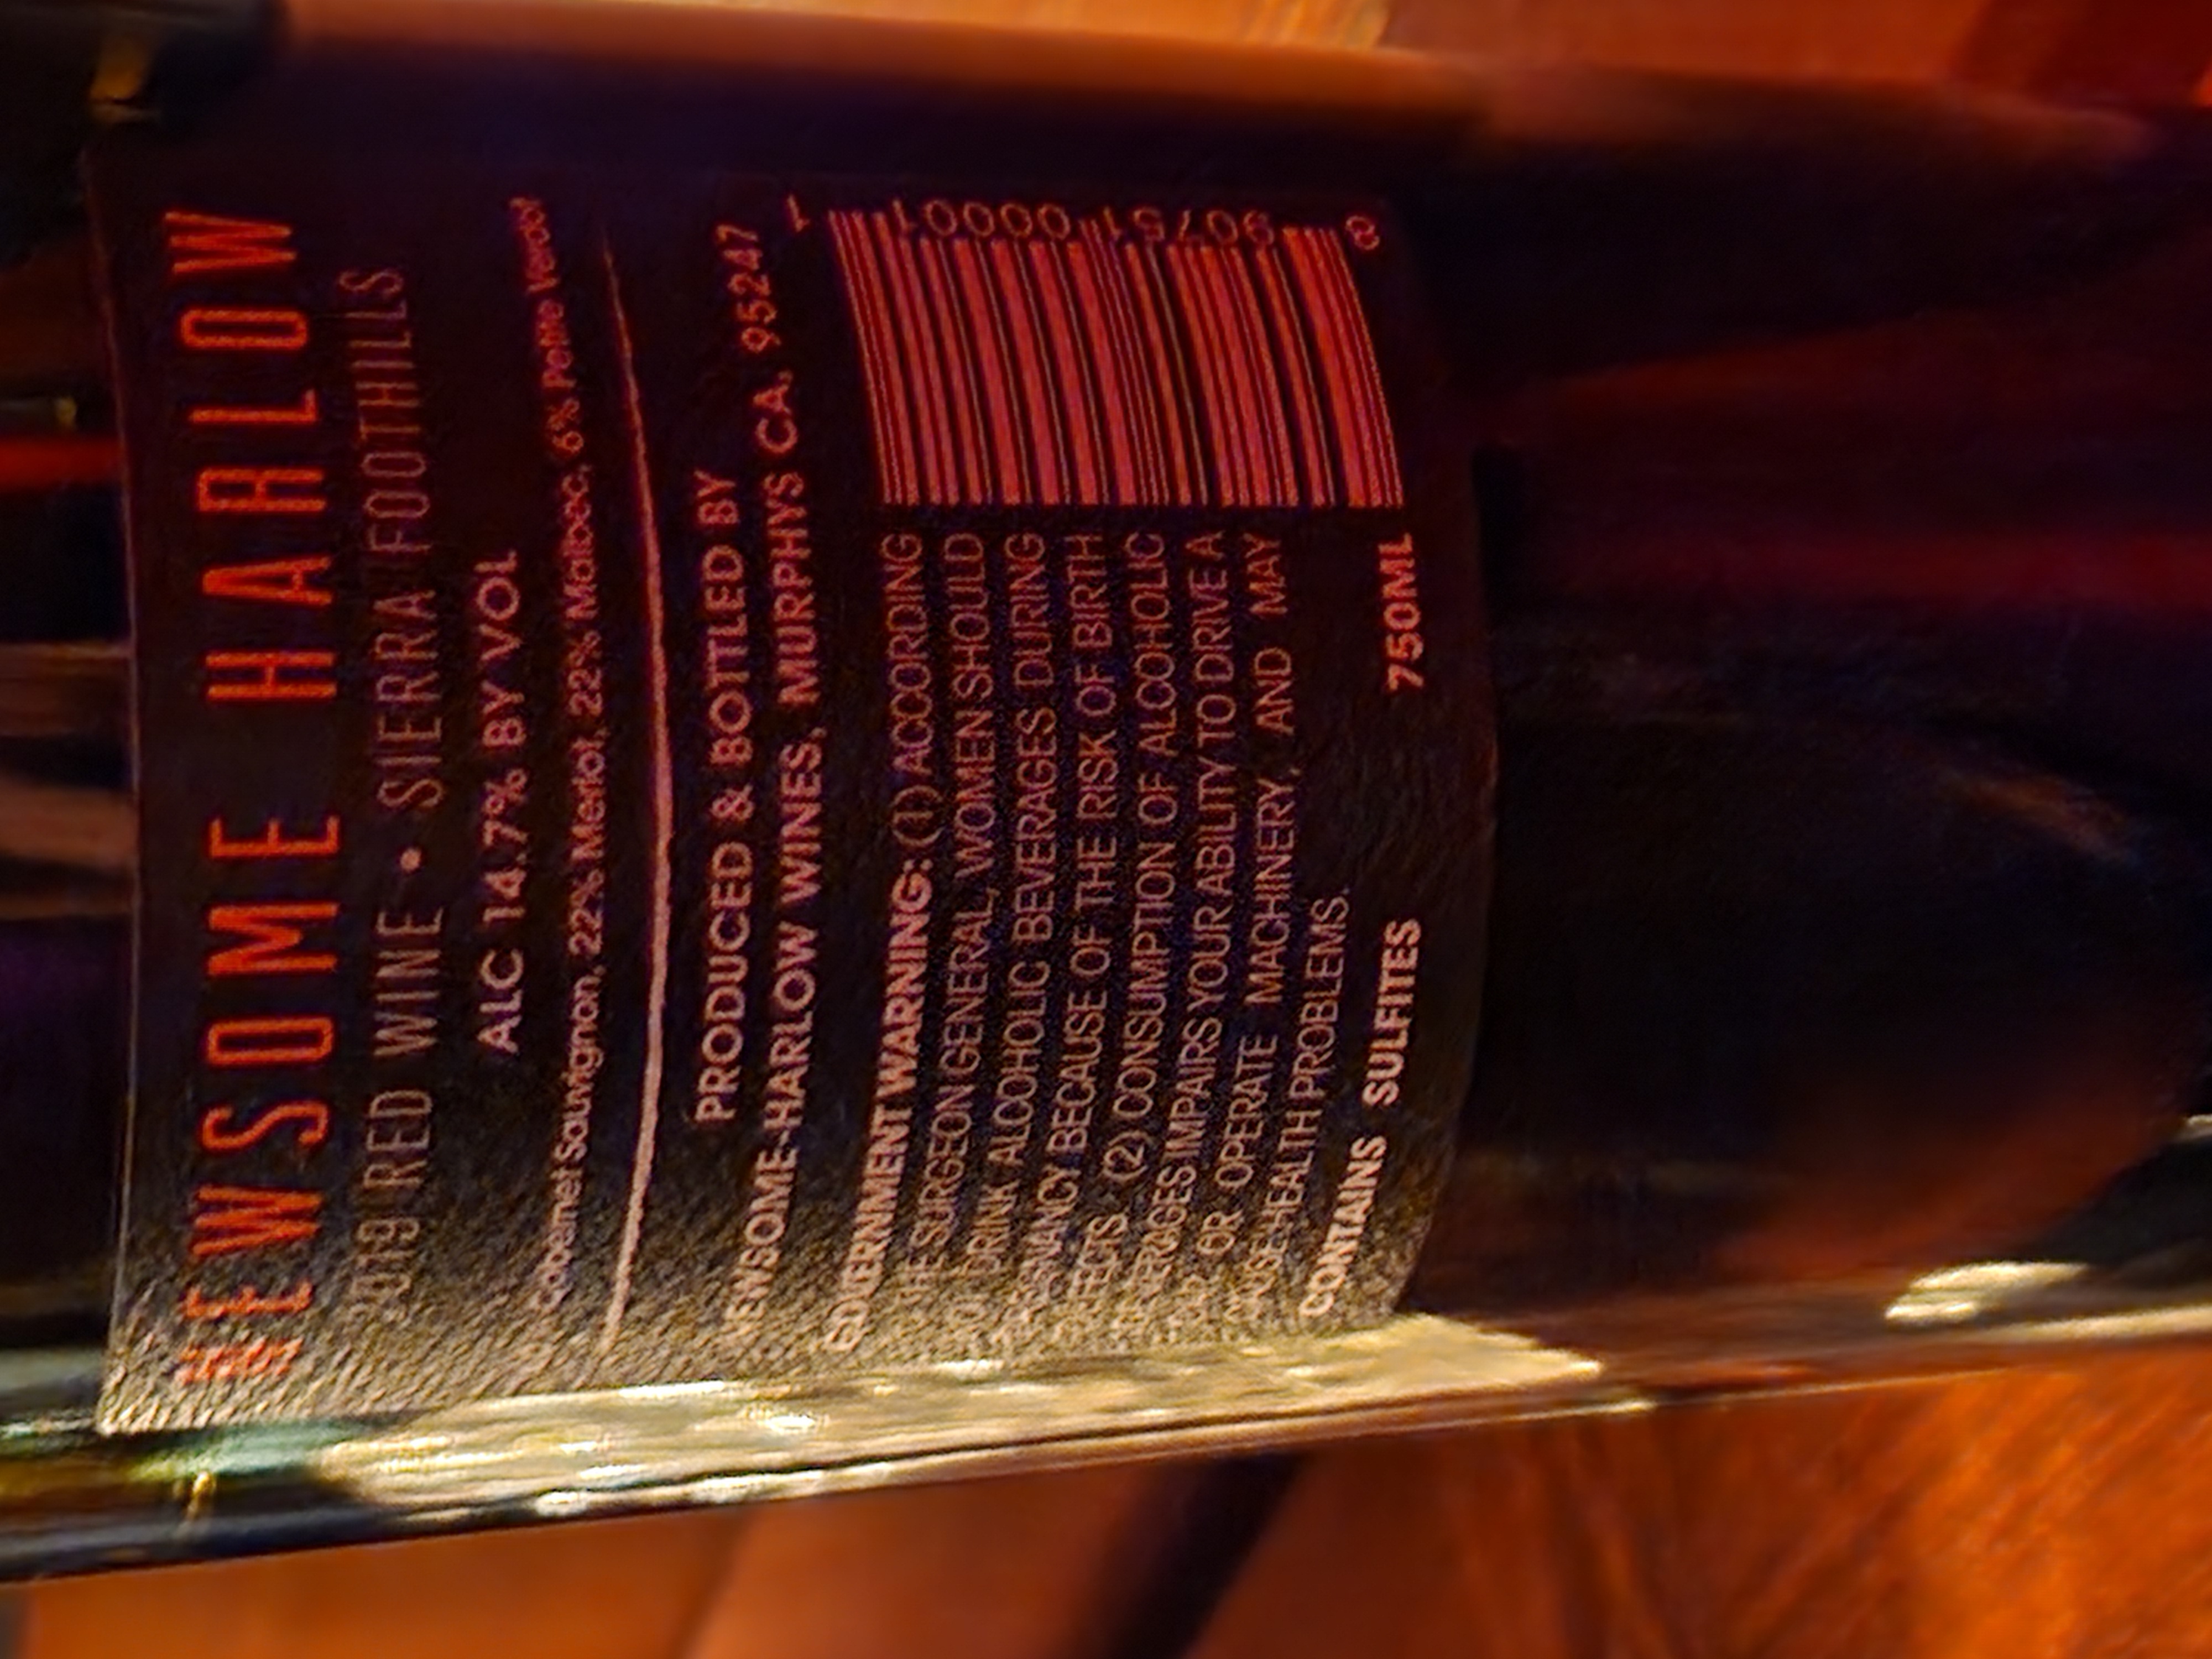 NEWSOME HARLOW
2019 RED WINE • SIERRA FOOTHILLS
ALC 14.7% BY VOL
Cabernet Sauvignon, 22% Merlot, 22% Malbec, 6% Petite Verdot
PRODUCED & BOTTLED BY
NEWSOME-HARLOW WINES, MURPHYS CA. 95247
GOVERNMENT WARNING: (1) ACCORDING
THE SURGEON GENERAL, WOMEN SHOULD
DRINK ALCOHOLIC BEVERAGES DURING
BECAUSE OF THE RISK OF BIRTH
DEFECTS. (2) CONSUMPTION OF ALCOHOLIC
BEVERAGES IMPAIRS YOUR ABILITY TO DRIVE A
OR OPERATE MACHINERY, AND MAY
CAUSE HEALTH PROBLEMS.
CONTAINS SULFITES 750ML
8 90751 00001 1